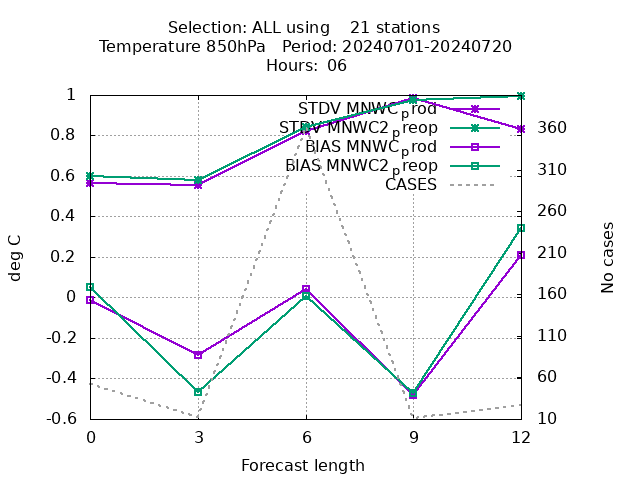 Selection: ALL using    21 stations
Temperature 850hPa   Period: 20240701-20240720
Hours: 06
STDV MNWC_prod
STDV MNWC2_preop
BIAS MNWC_prod
BIAS MNWC2_preop
CASES
1
0.8
0.6
0.4
0.2
0
-0.2
-0.4
-0.6
deg C
360
310
260
210
160
110
60
10
No cases
0 3 6 9 12
Forecast length